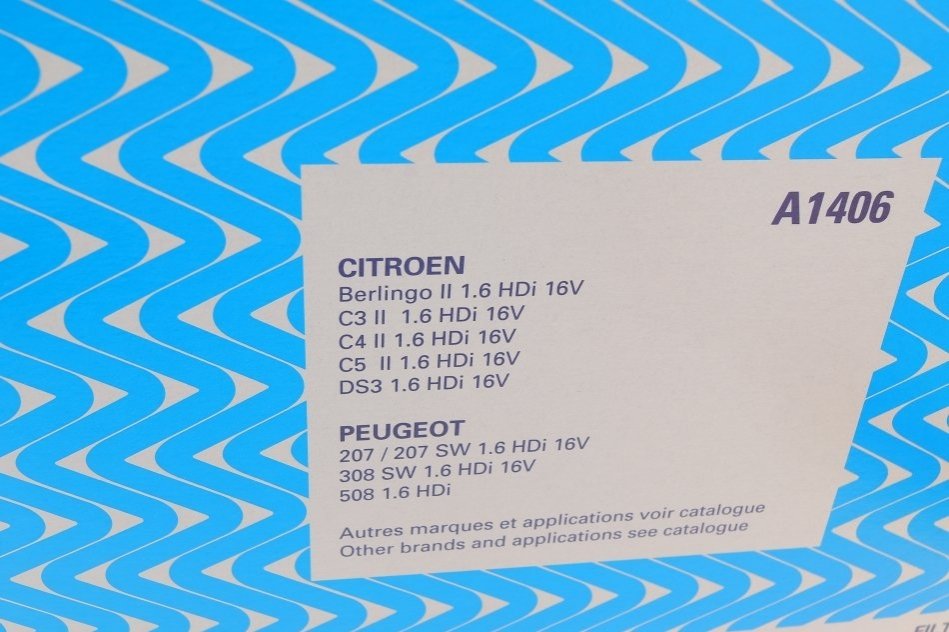 A1406
CITROEN
Berlingo II 1.6 HDi 16V
C3 II 1.6 HDi 16V
C4 II 1.6 HDi 16V
C5 II 1.6 HDi 16V
DS3 1.6 HDi 16V
PEUGEOT
207 / 207 SW 1.6 HDi 16V
308 SW 1.6 HDi 16V
508 1.6 HDi
Autres marques et applications voir catalogue
Other brands and applications see catalogue